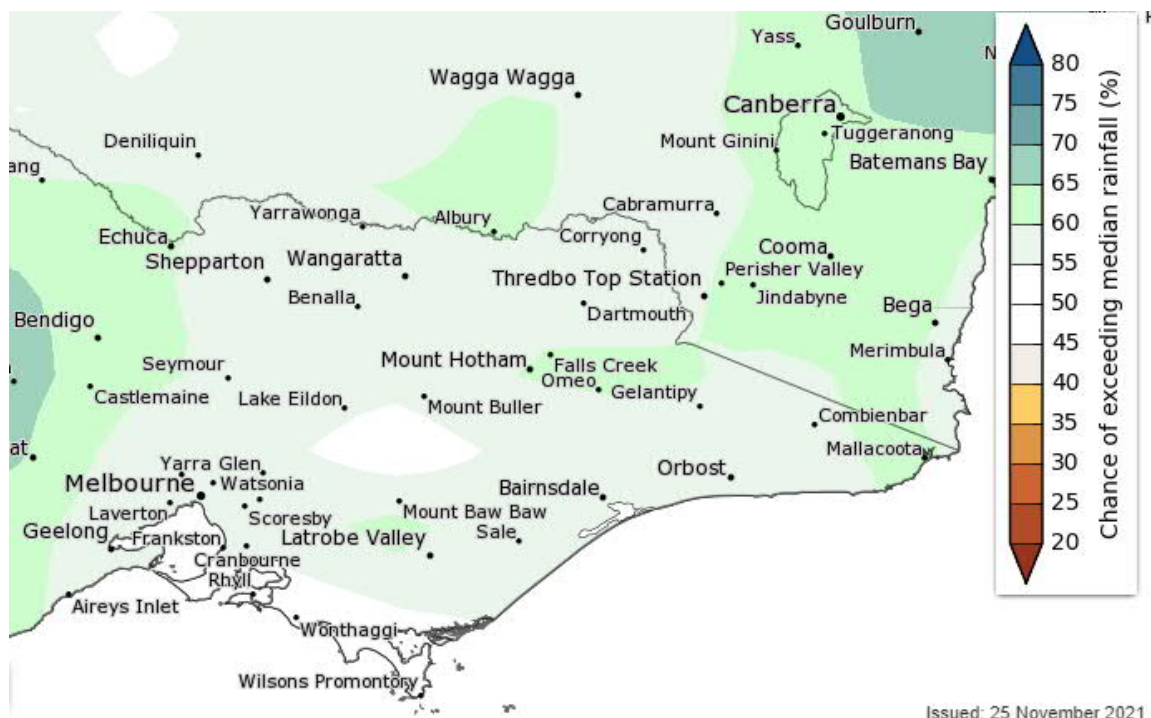 Goulburn
Yass
Wagga Wagga
Canberra
Tuggeranong
Deniliquin
Mount Ginini
Batemans Bay
ang
Cabramurra
Yarrawonga
Albury
Echuca
Corryong
Cooma
Shepparton
Wangaratta
Thredbo Top Station
Perisher Valley
Benalla
Jindabyne
Dartmouth
Bega
Bendigo
Merimbula
Seymour
Mount Hotham
Falls Creek
Omeo
Gelantipy
Castlemaine
Lake Eildon
Mount Buller
Combienbar
at
Mallacoota
Yarra Glen
Orbost
Melbourne
Watsonia
Bairnsdale
Laverton
Scoresby
Mount Baw Baw
Geelong
Frankston
Latrobe Valley
Sale
Cranbourne
Rhyll
Aireys Inlet
Wonthaggi
Wilsons Promontory
N
80
75
70
65
60
55
50
45
40
35
30
25
20
Chance of exceeding median rainfall (%)
Issued: 25 November 2021